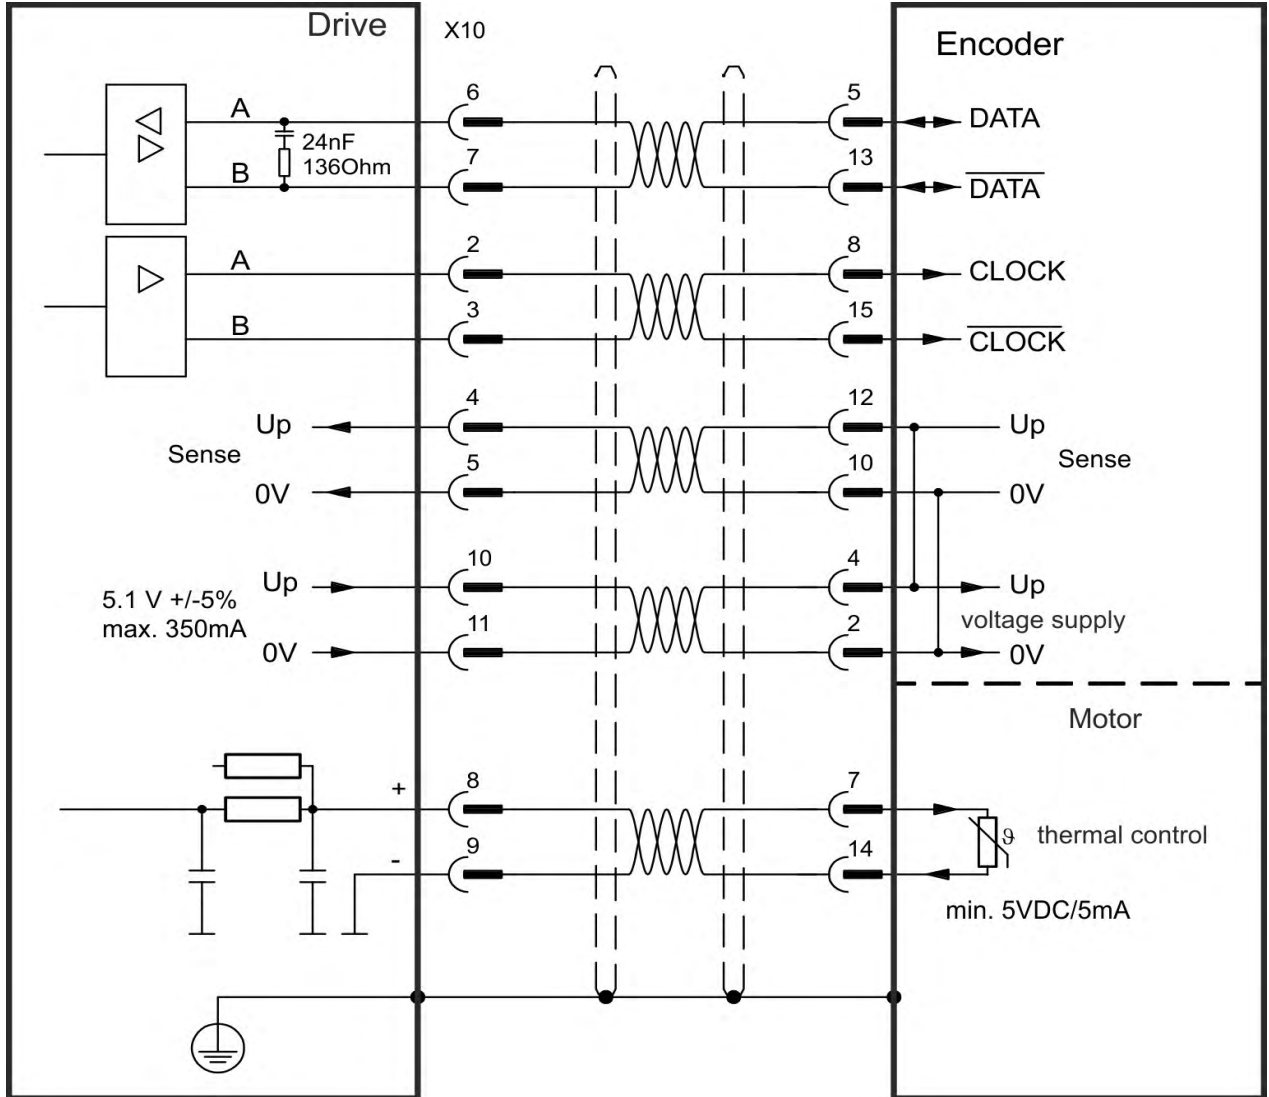 Drive
X10
Encoder
A
6
5
DATA
24nF
136Ohm
B
7
13
DATA
A
2
8
CLOCK
B
3
15
CLOCK
Up
4
12
Up
Sense
Sense
0V
5
10
0V
Up
10
4
Up
5.1 V +/-5%
max. 350mA
voltage supply
0V
11
2
0V
Motor
+
8
7
ϑ
thermal control
-
9
14
min. 5VDC/5mA